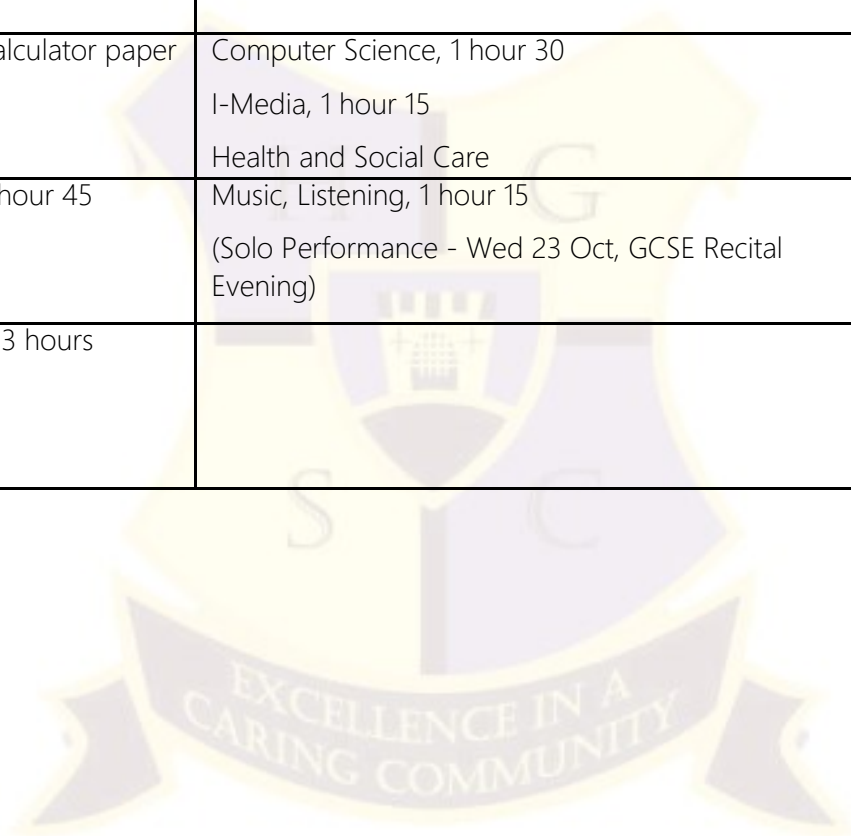 alculator paper
Computer Science, 1 hour 30
I-Media, 1 hour 15
Health and Social Care
hour 45
Music, Listening, 1 hour 15
(Solo Performance - Wed 23 Oct, GCSE Recital
Evening)
3 hours
H G
S C
EXCELLENCE IN A
CARING COMMUNITY